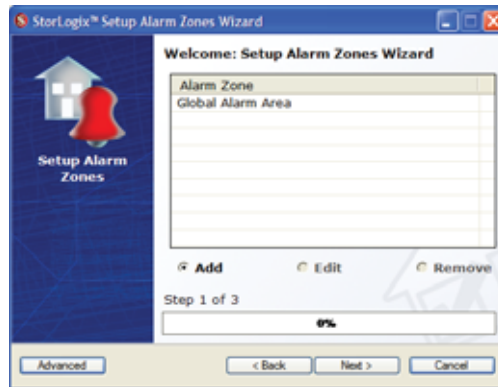 StorLogix™ Setup Alarm Zones Wizard
Welcome: Setup Alarm Zones Wizard
Alarm Zone
Global Alarm Area
Setup Alarm
Zones
Add Edit Remove
Step 1 of 3
0%
Advanced < Back Next > Cancel